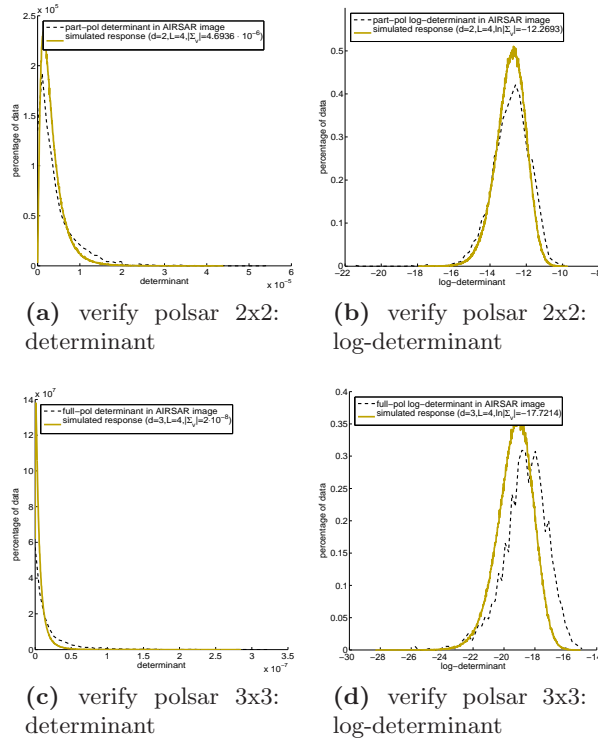 x 10⁵
2.5
2
1.5
1
0.5
0
percentage of data
part-pol determinant in AIRSAR image
simulated response (d=2,L=4,|Σᵥ|=4.6936 · 10⁻⁶)
0 1 2 3 4 5 6
determinant
x 10⁻⁵
(a) verify polsar 2x2:
determinant
0.5
0.4
0.3
0.2
0.1
0
percentage of data
part-pol log-determinant in AIRSAR image
simulated response (d=2,L=4,ln|Σᵥ|=−12.2693)
−22 −20 −18 −16 −14 −12 −10 −8
log−determinant
(b) verify polsar 2x2:
log-determinant
x 10⁷
14
12
10
8
6
4
2
0
percentage of data
full-pol determinant in AIRSAR image
simulated response (d=3,L=4,|Σᵥ|=2·10⁻⁸)
0 0.5 1 1.5 2 2.5 3 3.5
determinant
x 10⁻⁷
(c) verify polsar 3x3:
determinant
0.4
0.35
0.3
0.25
0.2
0.15
0.1
0.05
0
percentage of data
full-pol log-determinant in AIRSAR image
simulated response (d=3,L=4,ln|Σᵥ|=−17.7214)
−30 −28 −26 −24 −22 −20 −18 −16 −14
log−determinant
(d) verify polsar 3x3:
log-determinant